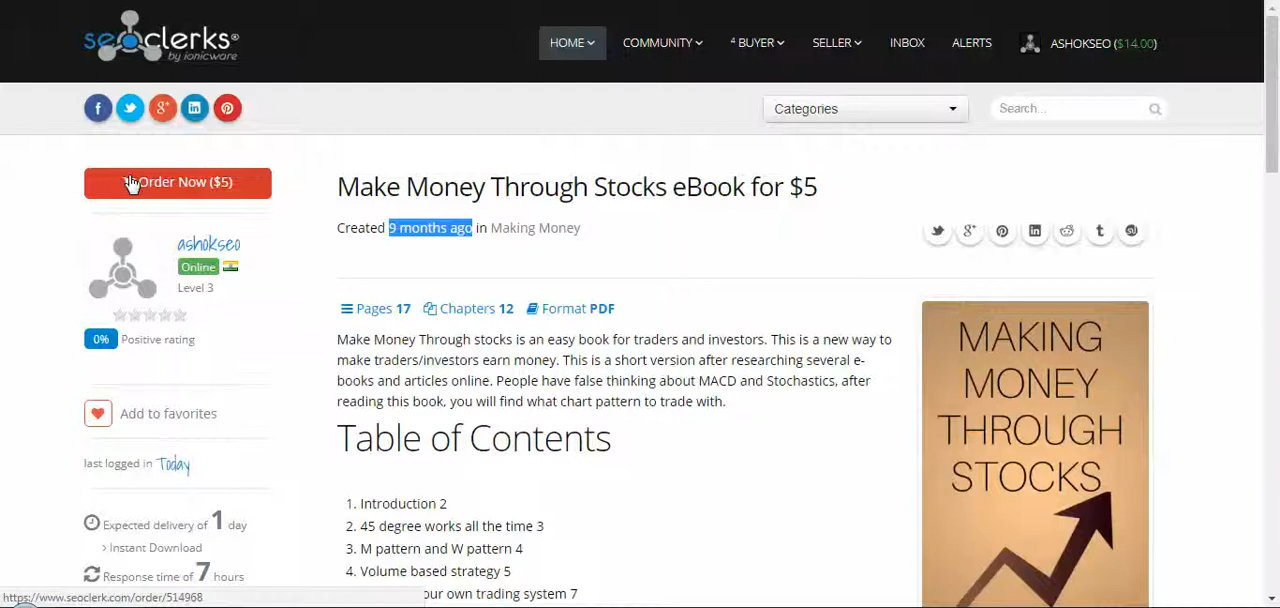 seoclerks®
by ionicware
HOME
COMMUNITY
4 BUYER
SELLER
INBOX
ALERTS
ASHOKSEO ($14.00)
Categories
Search...
Order Now ($5)
ashokseo
Online
Level 3
0% Positive rating
Add to favorites
last logged in Today
Expected delivery of 1 day
> Instant Download
Response time of 7 hours
Make Money Through Stocks eBook for $5
Created 9 months ago in Making Money
Pages 17 Chapters 12 Format PDF
Make Money Through stocks is an easy book for traders and investors. This is a new way to
make traders/investors earn money. This is a short version after researching several e-
books and articles online. People have false thinking about MACD and Stochastics, after
reading this book, you will find what chart pattern to trade with.
Table of Contents
1. Introduction 2
2. 45 degree works all the time 3
3. M pattern and W pattern 4
4. Volume based strategy 5
your own trading system 7
MAKING
MONEY
THROUGH
STOCKS
https://www.seoclerk.com/order/514968